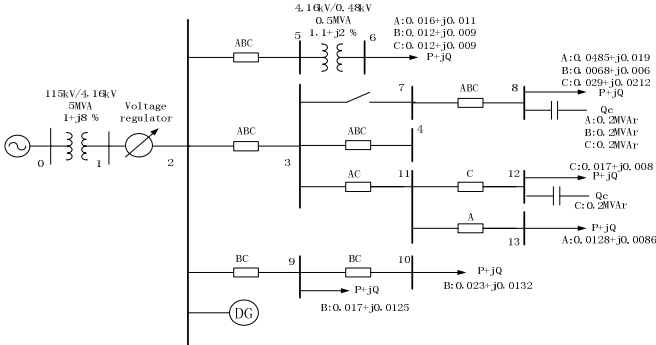 4.16kV/0.48kV
0.5MVA
1.1+j2 %
A:0.016+j0.011
B:0.012+j0.009
C:0.012+j0.009
ABC
5
6
P+jQ
A:0.0485+j0.019
B:0.0068+j0.006
C:0.029+j0.0212
7
ABC
8
P+jQ
Qc
A:0.2MVAr
B:0.2MVAr
C:0.2MVAr
115kV/4.16kV
5MVA
1+j8 %
Voltage
regulator
0
1
2
ABC
3
ABC
4
AC
11
C
12
C:0.017+j0.008
P+jQ
Qc
C:0.2MVAr
A
13
P+jQ
A:0.0128+j0.0086
BC
9
BC
10
P+jQ
B:0.023+j0.0132
P+jQ
B:0.017+j0.0125
DG